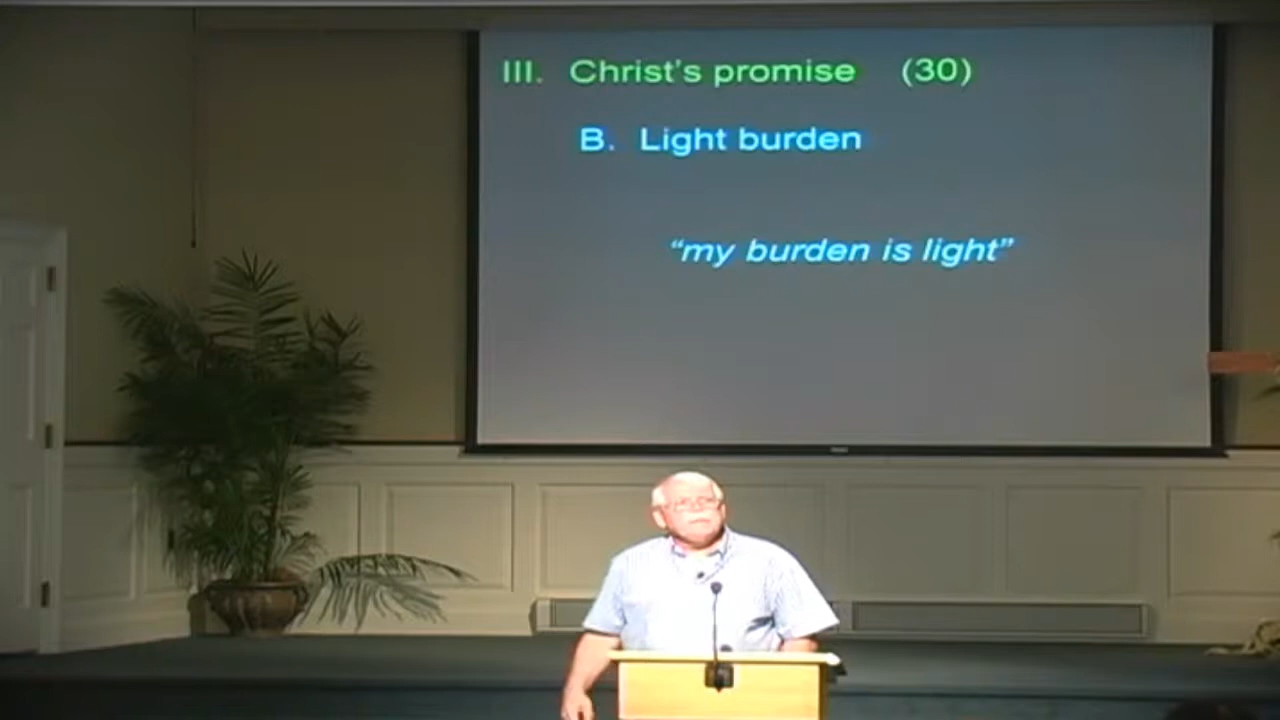 III. Christ's promise (30)
B. Light burden
“my burden is light”